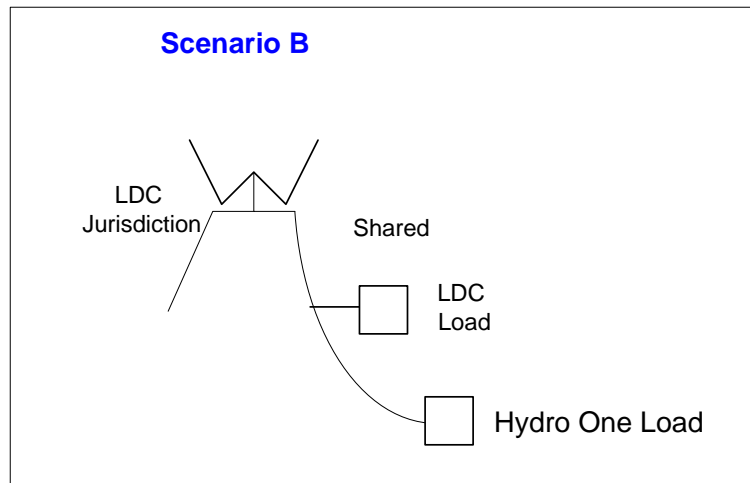 Scenario B
LDC
Jurisdiction
Shared
LDC
Load
Hydro One Load